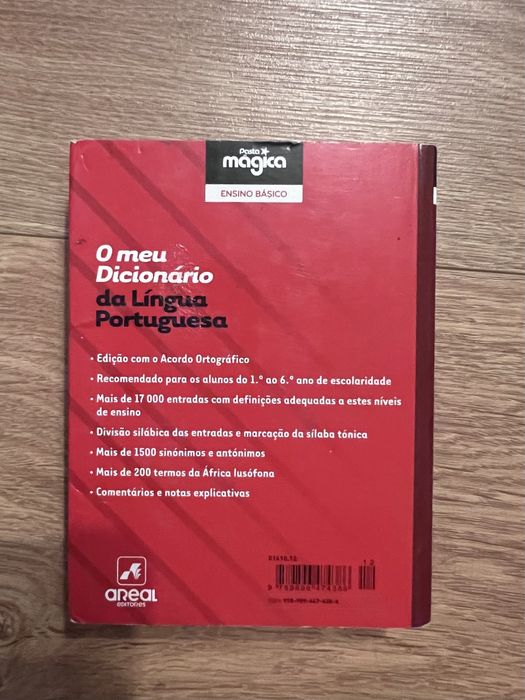 Pasta
mágica
ENSINO BÁSICO
O meu
Dicionário
da Língua
Portuguesa
• Edição com o Acordo Ortográfico
• Recomendado para os alunos do 1.º ao 6.º ano de escolaridade
• Mais de 17 000 entradas com definições adequadas a estes níveis
de ensino
• Divisão silábica das entradas e marcação da sílaba tónica
• Mais de 1500 sinónimos e antónimos
• Mais de 200 termos da África lusófona
• Comentários e notas explicativas
areal
EDITORES